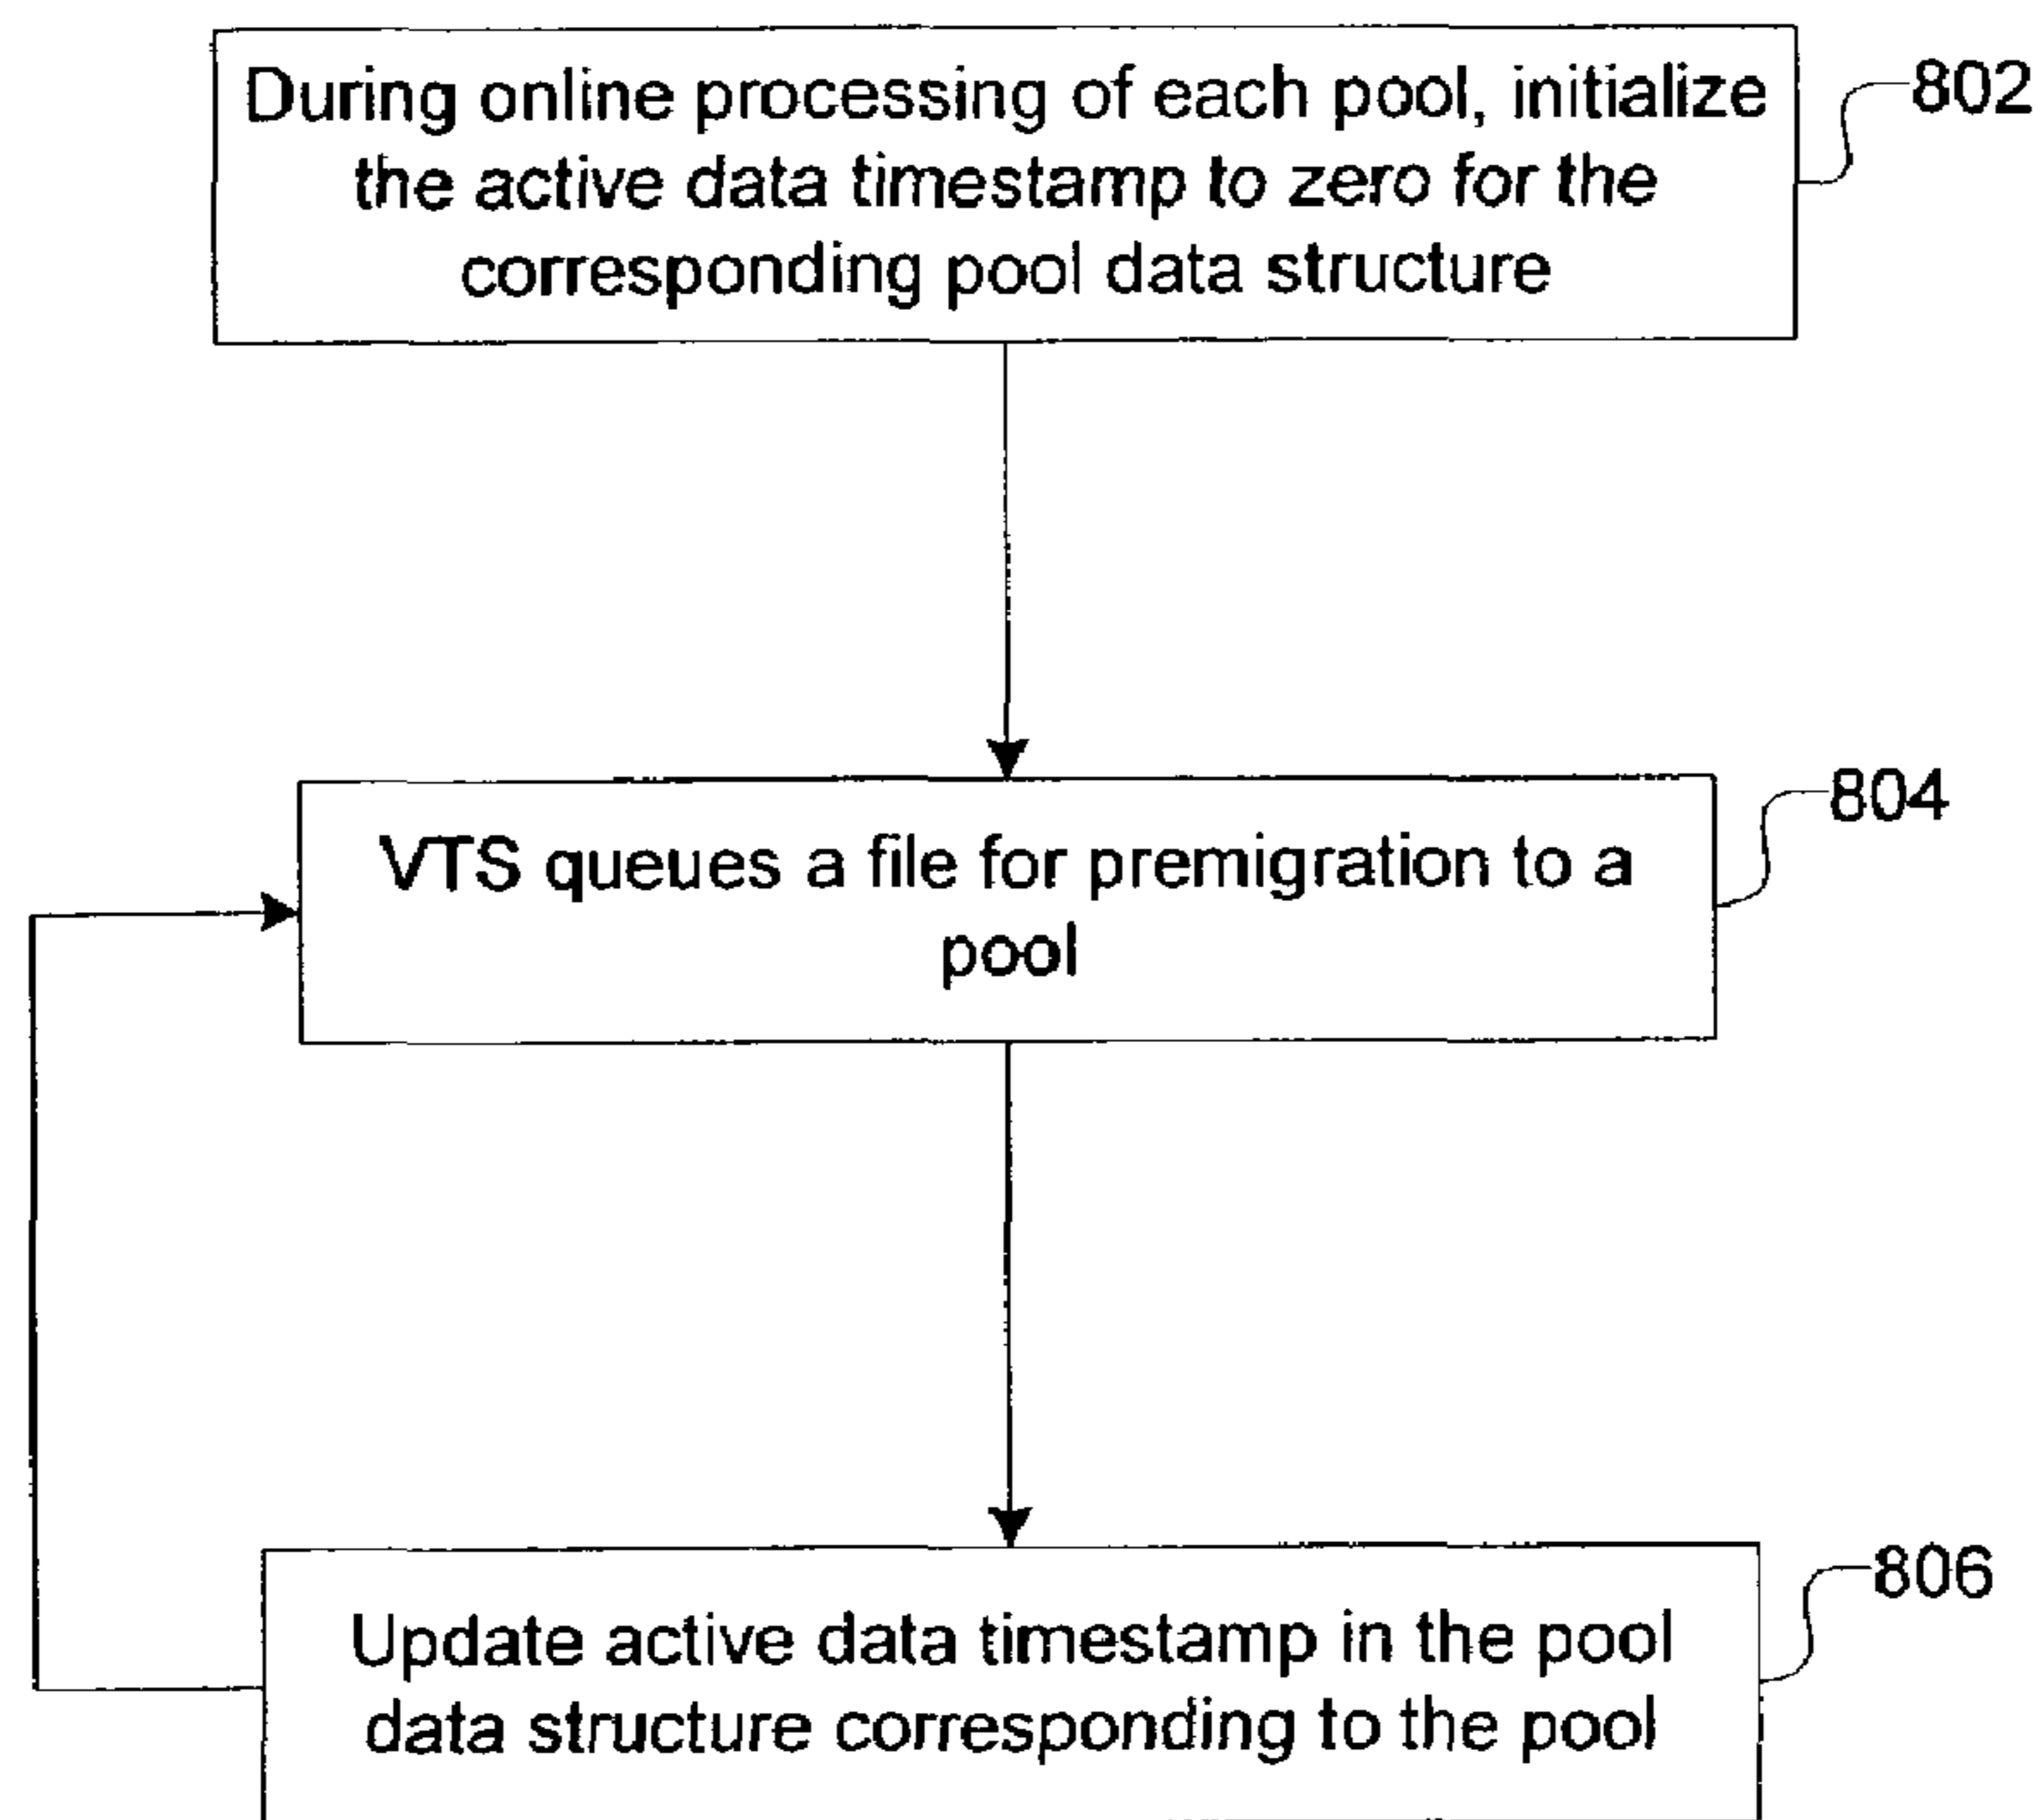 During online processing of each pool, initialize
the active data timestamp to zero for the
corresponding pool data structure
802
VTS queues a file for premigration to a
pool
804
Update active data timestamp in the pool
data structure corresponding to the pool
806